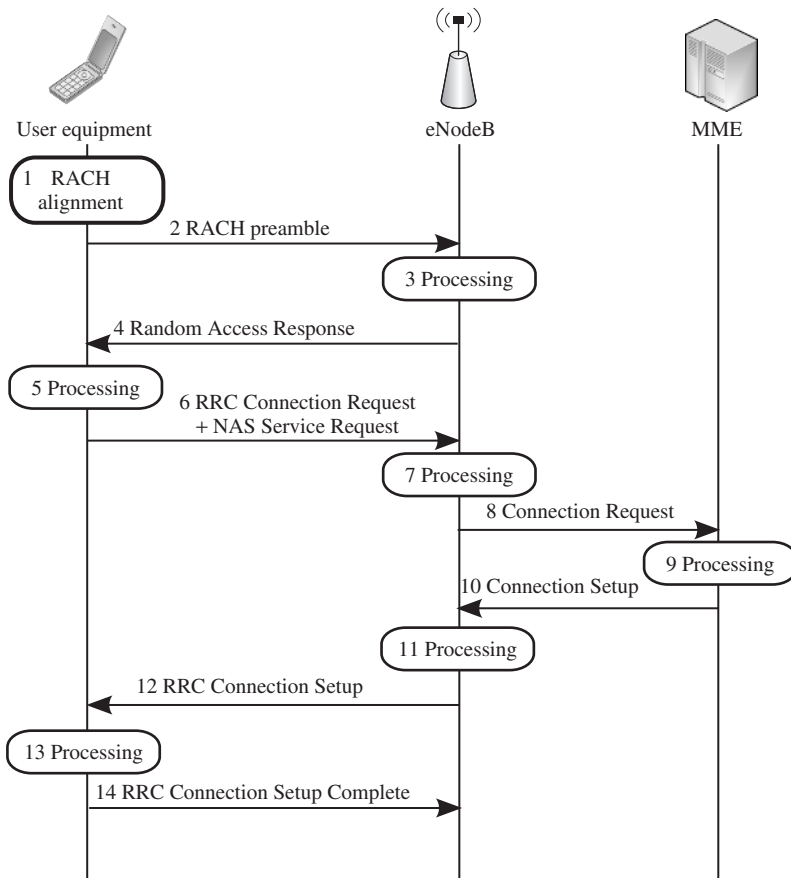 User equipment
eNodeB
MME
1 RACH
alignment
2 RACH preamble
3 Processing
4 Random Access Response
5 Processing
6 RRC Connection Request
+ NAS Service Request
7 Processing
8 Connection Request
9 Processing
10 Connection Setup
11 Processing
12 RRC Connection Setup
13 Processing
14 RRC Connection Setup Complete